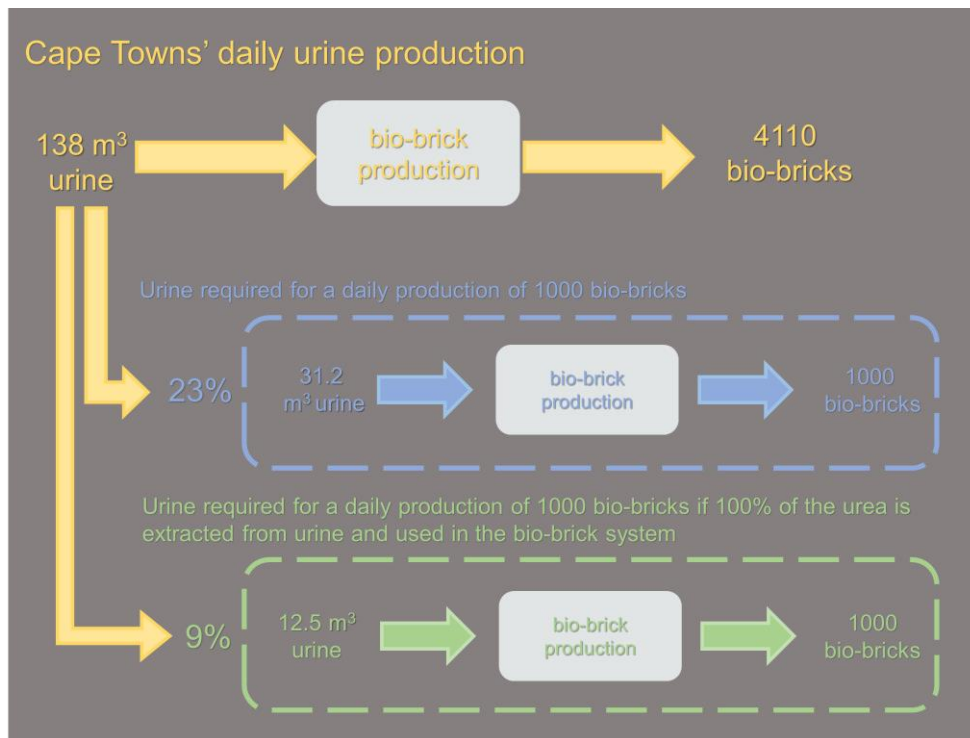 Cape Towns’ daily urine production
138 m³
urine
bio-brick
production
4110
bio-bricks
Urine required for a daily production of 1000 bio-bricks
23%
31.2
m³ urine
bio-brick
production
1000
bio-bricks
Urine required for a daily production of 1000 bio-bricks if 100% of the urea is
extracted from urine and used in the bio-brick system
9%
12.5 m³
urine
bio-brick
production
1000
bio-bricks